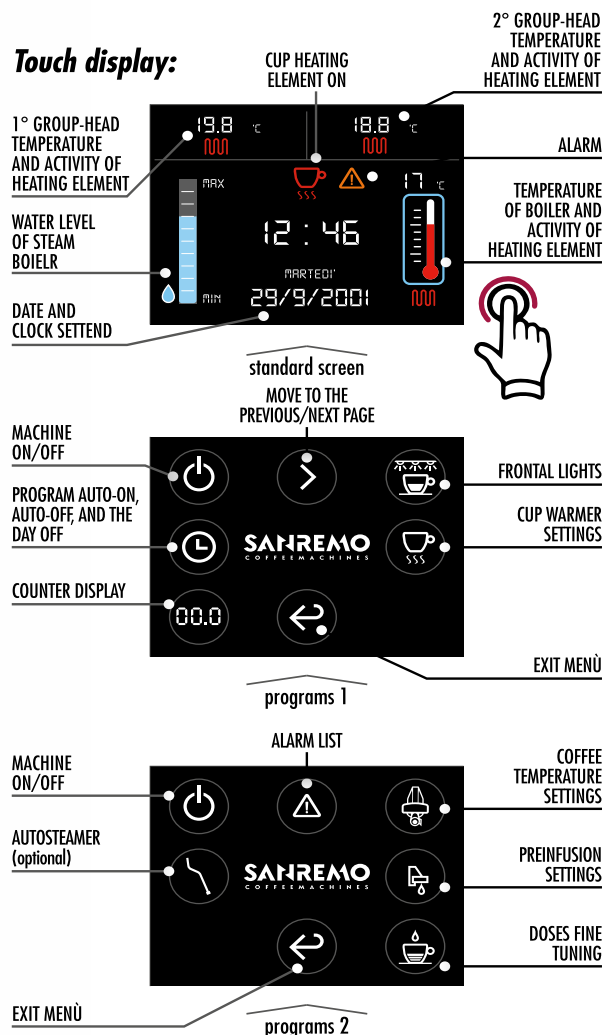 Touch display:
CUP HEATING
ELEMENT ON
2° GROUP-HEAD
TEMPERATURE
AND ACTIVITY OF
HEATING ELEMENT
1° GROUP-HEAD
TEMPERATURE
AND ACTIVITY OF
HEATING ELEMENT
ALARM
WATER LEVEL
OF STEAM
BOIELR
TEMPERATURE
OF BOILER AND
ACTIVITY OF
HEATING ELEMENT
DATE AND
CLOCK SETTEND
19.8 °C
18.8 °C
MAX
17 °C
12 : 46
MARTEDI'
MIN
29/9/2001
standard screen
MOVE TO THE
PREVIOUS/NEXT PAGE
MACHINE
ON/OFF
FRONTAL LIGHTS
PROGRAM AUTO-ON,
AUTO-OFF, AND THE
DAY OFF
CUP WARMER
SETTINGS
SANREMO
COFFEEMACHINES
COUNTER DISPLAY
00.0
EXIT MENÙ
programs 1
ALARM LIST
MACHINE
ON/OFF
COFFEE
TEMPERATURE
SETTINGS
AUTOSTEAMER
(optional)
PREINFUSION
SETTINGS
SANREMO
COFFEEMACHINES
DOSES FINE
TUNING
EXIT MENÙ
programs 2